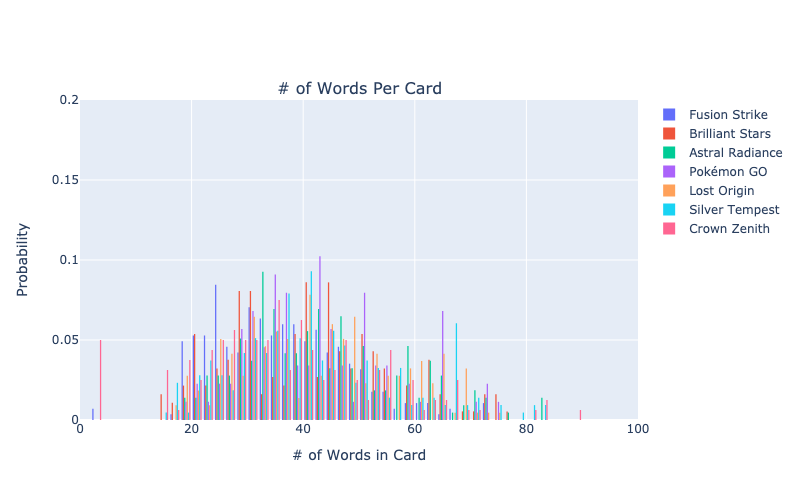 # of Words Per Card
0.2
0.15
0.1
0.05
0
Probability
0
20
40
60
80
100
# of Words in Card
Fusion Strike
Brilliant Stars
Astral Radiance
Pokémon GO
Lost Origin
Silver Tempest
Crown Zenith